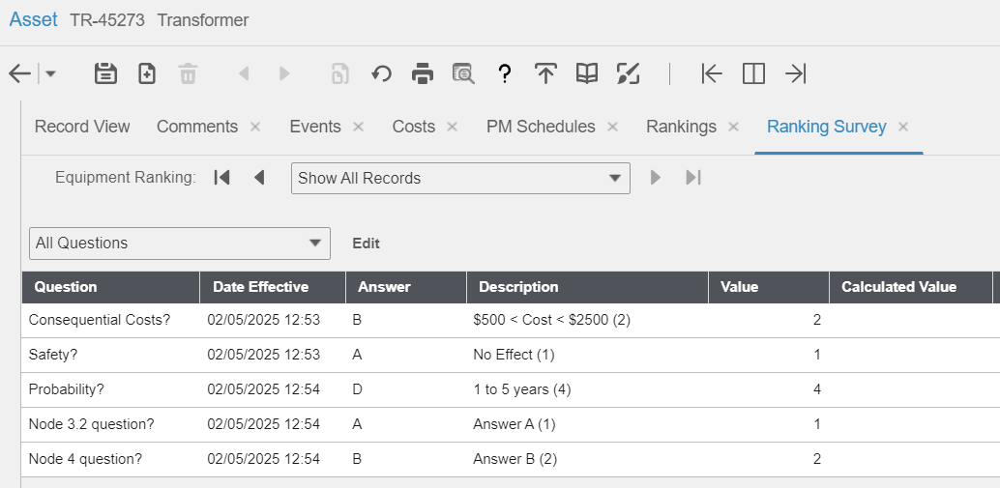 Asset TR-45273 Transformer
Record View Comments Events Costs PM Schedules Rankings Ranking Survey
Equipment Ranking: Show All Records
All Questions Edit
Question Date Effective Answer Description Value Calculated Value
Consequential Costs? 02/05/2025 12:53 B $500 < Cost < $2500 (2) 2
Safety? 02/05/2025 12:53 A No Effect (1) 1
Probability? 02/05/2025 12:54 D 1 to 5 years (4) 4
Node 3.2 question? 02/05/2025 12:54 A Answer A (1) 1
Node 4 question? 02/05/2025 12:54 B Answer B (2) 2